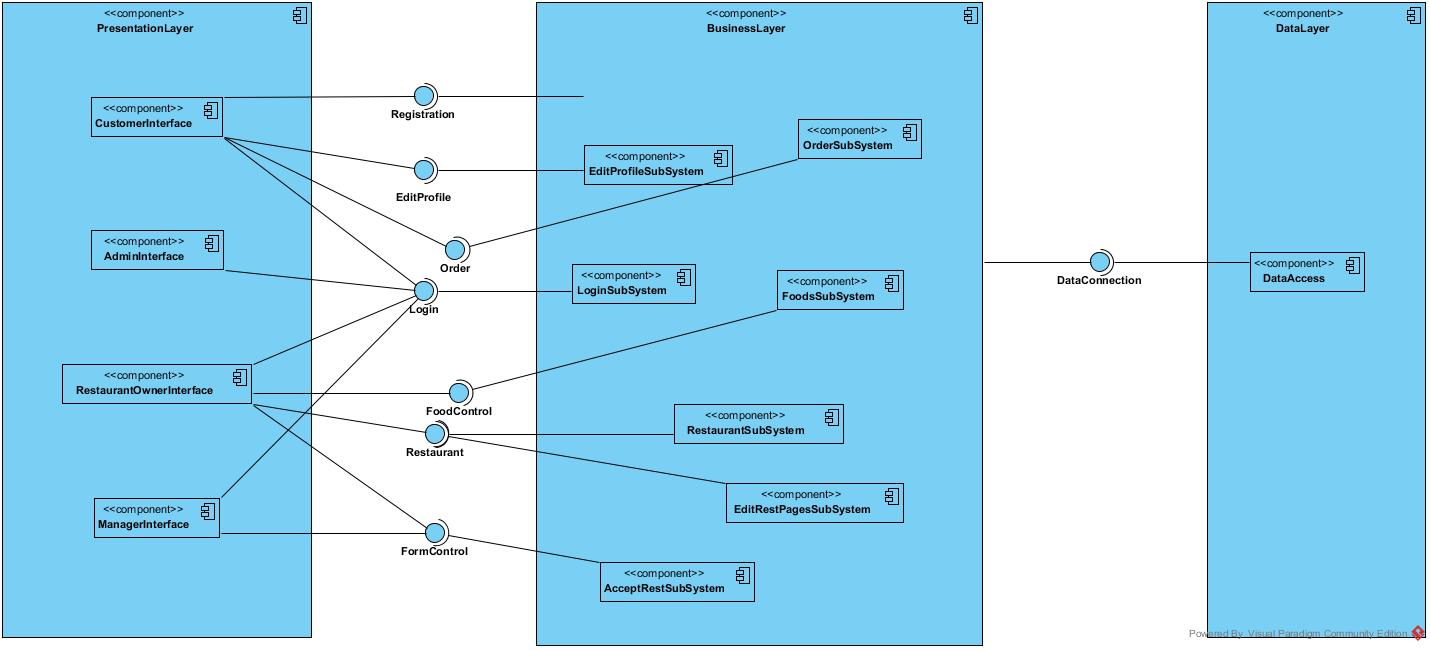 <<component>>
PresentationLayer
<<component>>
CustomerInterface
<<component>>
AdminInterface
<<component>>
RestaurantOwnerInterface
<<component>>
ManagerInterface
Registration
EditProfile
Order
Login
FoodControl
Restaurant
FormControl
<<component>>
BusinessLayer
<<component>>
OrderSubSystem
<<component>>
EditProfileSubSystem
<<component>>
LoginSubSystem
<<component>>
FoodsSubSystem
<<component>>
RestaurantSubSystem
<<component>>
EditRestPagesSubSystem
<<component>>
AcceptRestSubSystem
DataConnection
<<component>>
DataLayer
<<component>>
DataAccess
Powered By Visual Paradigm Community Edition